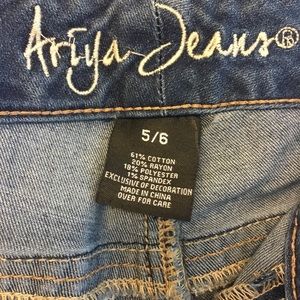 Ariya Jeans®
5/6
61% COTTON
20% RAYON
18% POLYESTER
1% SPANDEX
EXCLUSIVE OF DECORATION
MADE IN CHINA
OVER FOR CARE